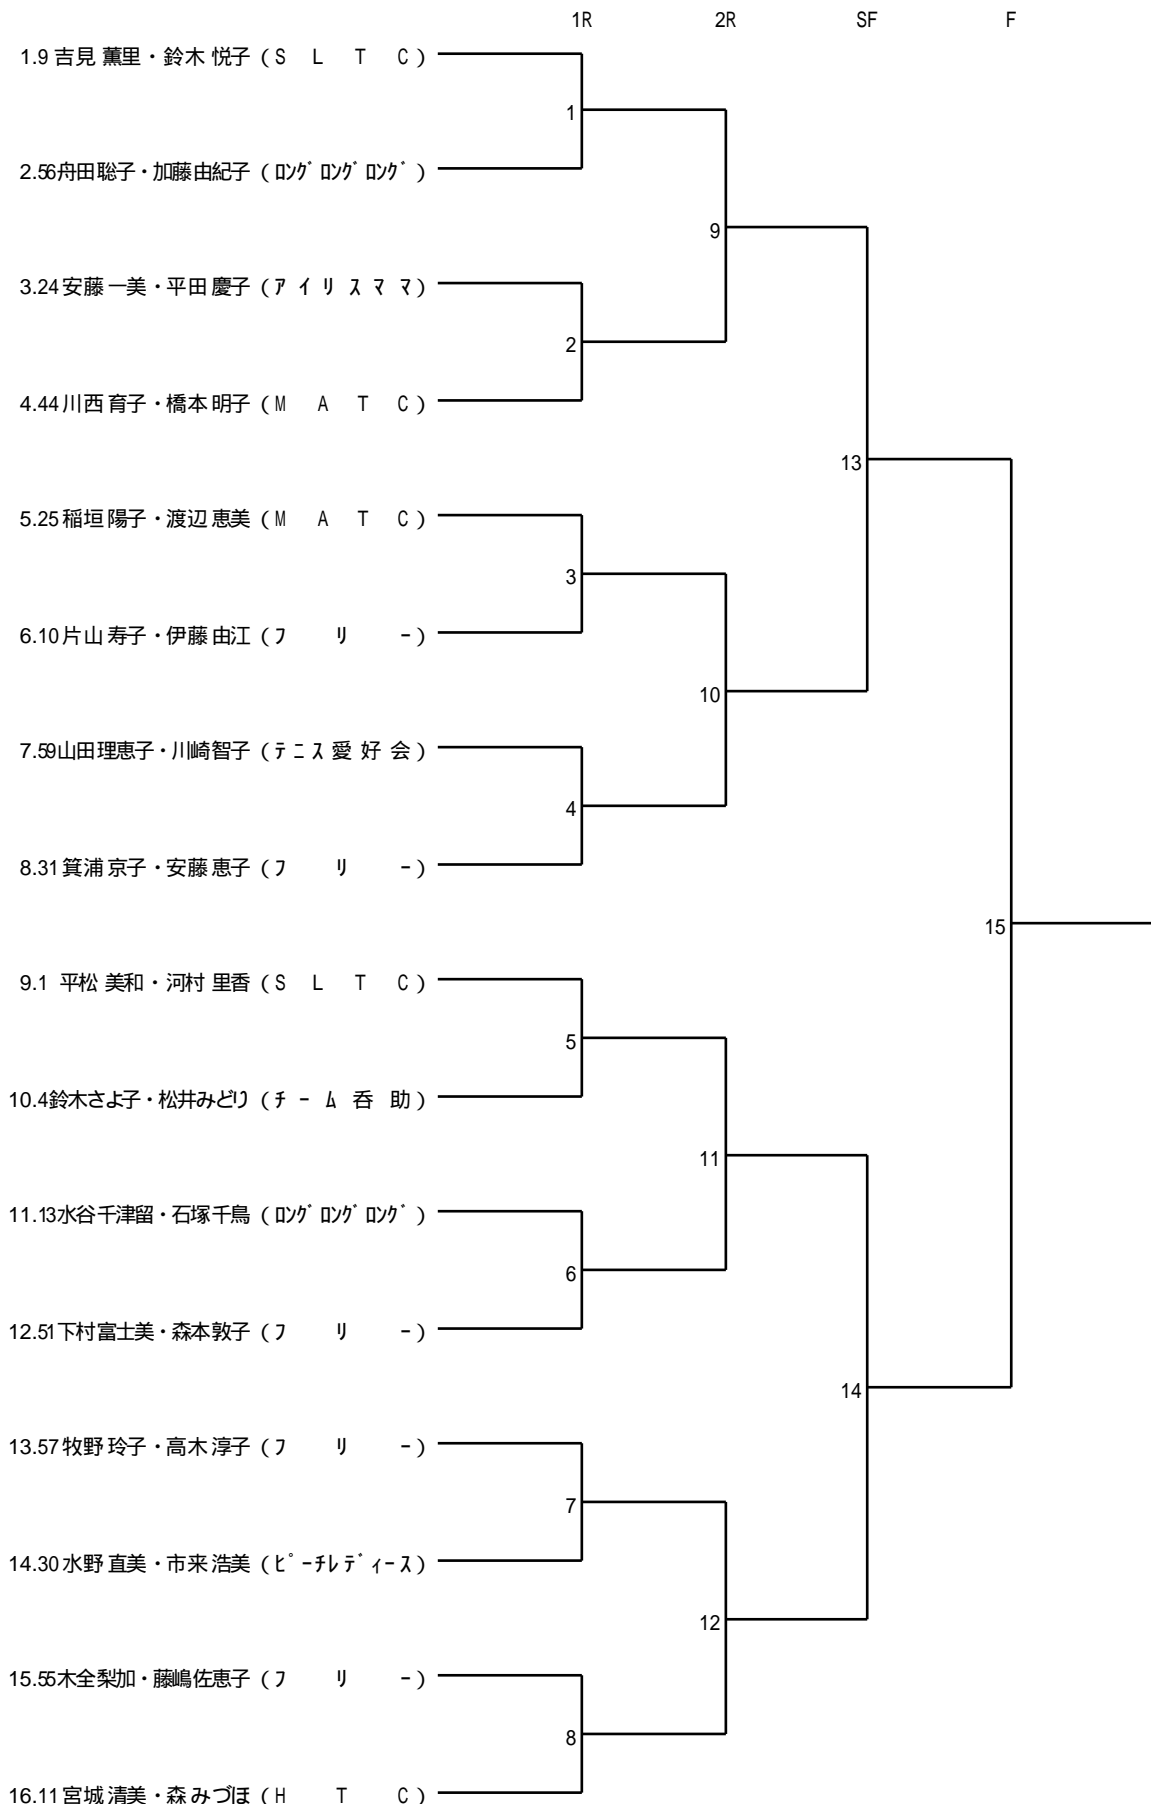 1R 2R SF F
1.9 吉見 薫里・鈴木 悦子 (S L T C)
1
2.56舟田聡子・加藤由紀子 (ﾛﾝｸﾞﾛﾝｸﾞﾛﾝｸﾞ)
9
3.24 安藤 一美・平田 慶子 (ｱ ｲ ﾘ ｽ ﾏ ﾏ)
2
4.44 川西 育子・橋本 明子 (M A T C)
13
5.25 稲垣 陽子・渡辺 恵美 (M A T C)
3
6.10 片山 寿子・伊藤 由江 (ﾌ ﾘ ｰ)
10
7.59山田理恵子・川崎智子 (ﾃ ﾆ ｽ 愛 好 会)
4
8.31 箕浦 京子・安藤 恵子 (ﾌ ﾘ ｰ)
15
9.1 平松 美和・河村 里香 (S L T C)
5
10.4鈴木さよ子・松井みどり (ﾁ ｰ ﾑ 呑 助)
11
11.13水谷千津留・石塚千鳥 (ﾛﾝｸﾞﾛﾝｸﾞﾛﾝｸﾞ)
6
12.51下村富士美・森本敦子 (ﾌ ﾘ ｰ)
14
13.57 牧野 玲子・高木 淳子 (ﾌ ﾘ ｰ)
7
14.30 水野 直美・市来 浩美 (ﾋﾟｰﾁﾚﾃﾞｨｰｽ)
12
15.55木全梨加・藤嶋佐恵子 (ﾌ ﾘ ｰ)
8
16.11 宮城 清美・森 みづほ (H T C)